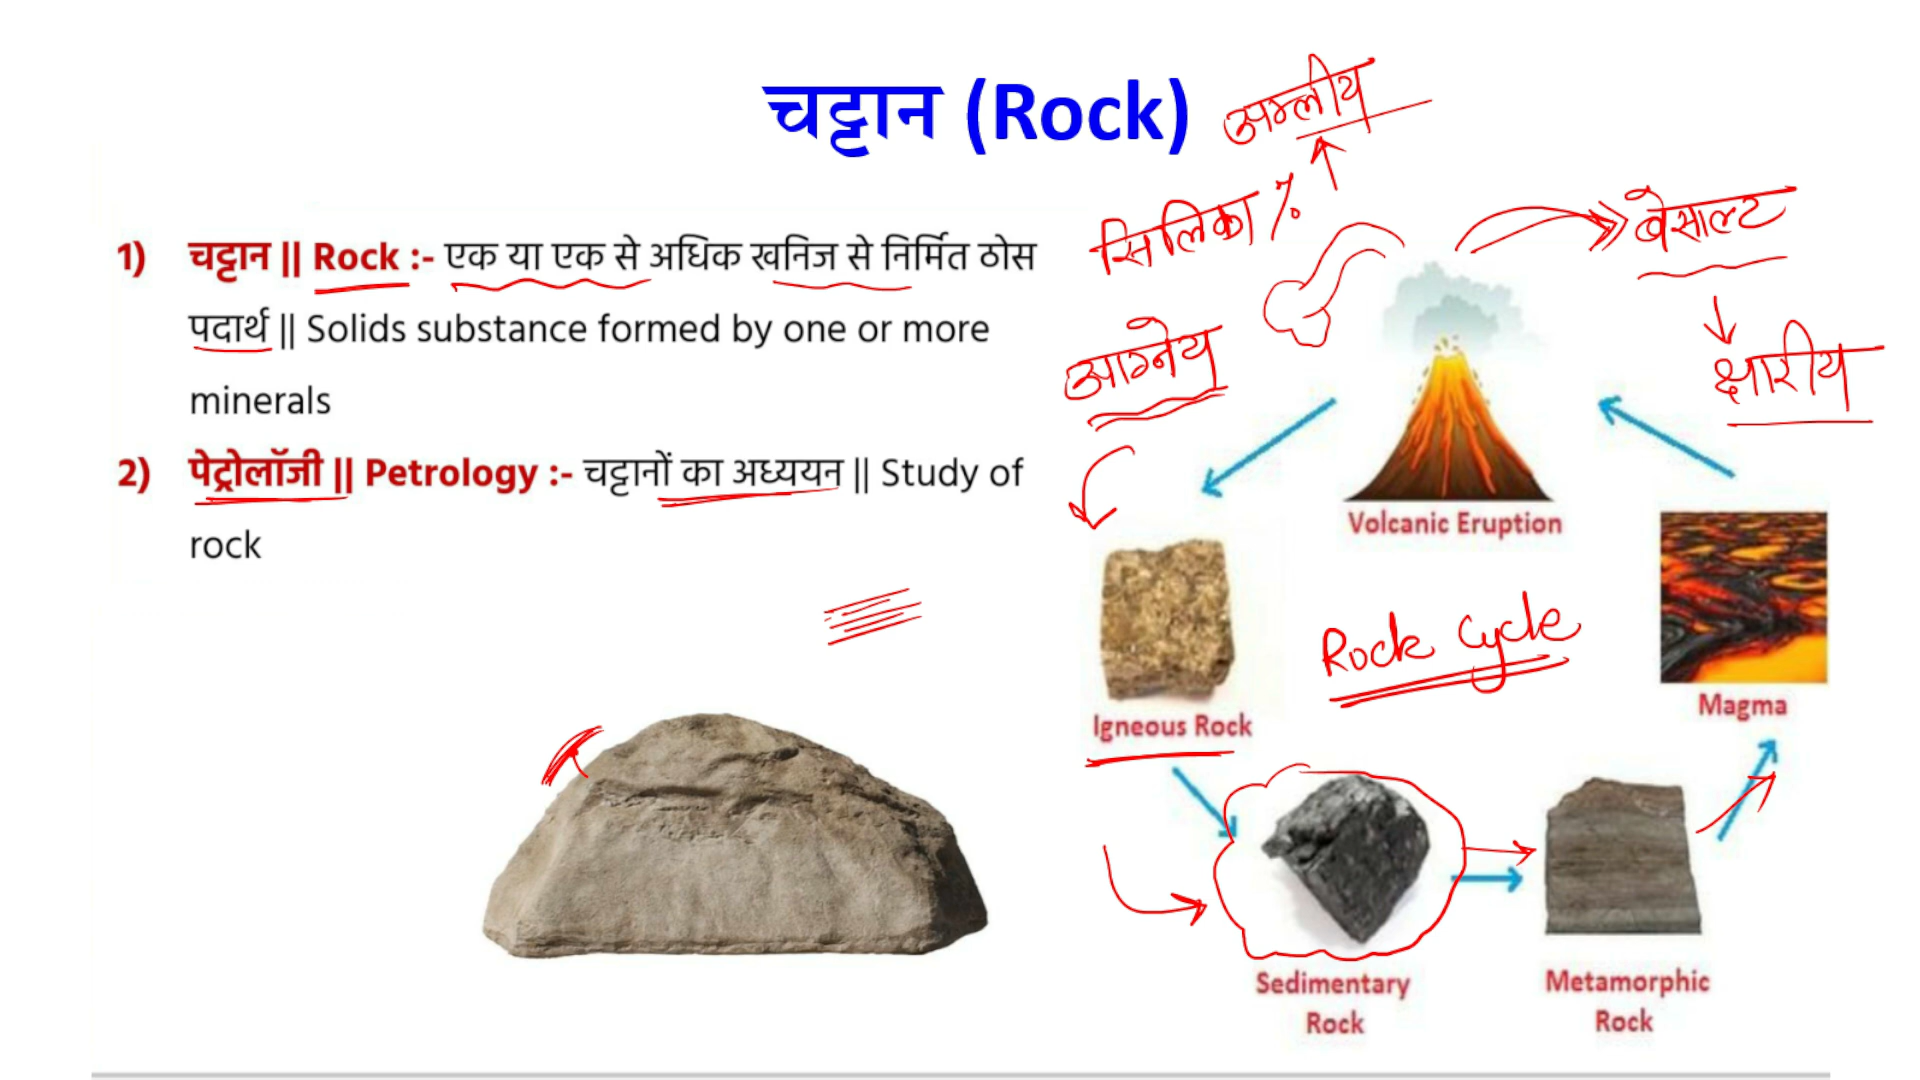 चट्टान (Rock)
अम्लीय
सिलिका %
बेसाल्ट
क्षारीय
आग्नेय
1) चट्टान || Rock :- एक या एक से अधिक खनिज से निर्मित ठोस
पदार्थ || Solids substance formed by one or more
minerals
2) पेट्रोलॉजी || Petrology :- चट्टानों का अध्ययन || Study of
rock
Volcanic Eruption
Rock Cycle
Magma
Igneous Rock
Sedimentary
Rock
Metamorphic
Rock